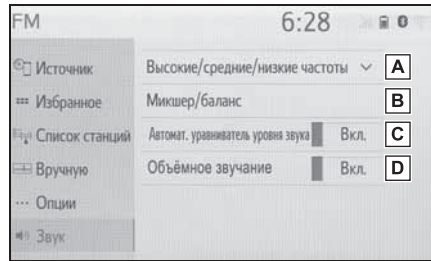 FM 6:28
Источник
Избранное
Список станций
Вручную
Опции
Звук
Высокие/средние/низкие частоты A
Микшер/баланс B
Автомат. уравниватель уровня звука Вкл. C
Объёмное звучание Вкл. D